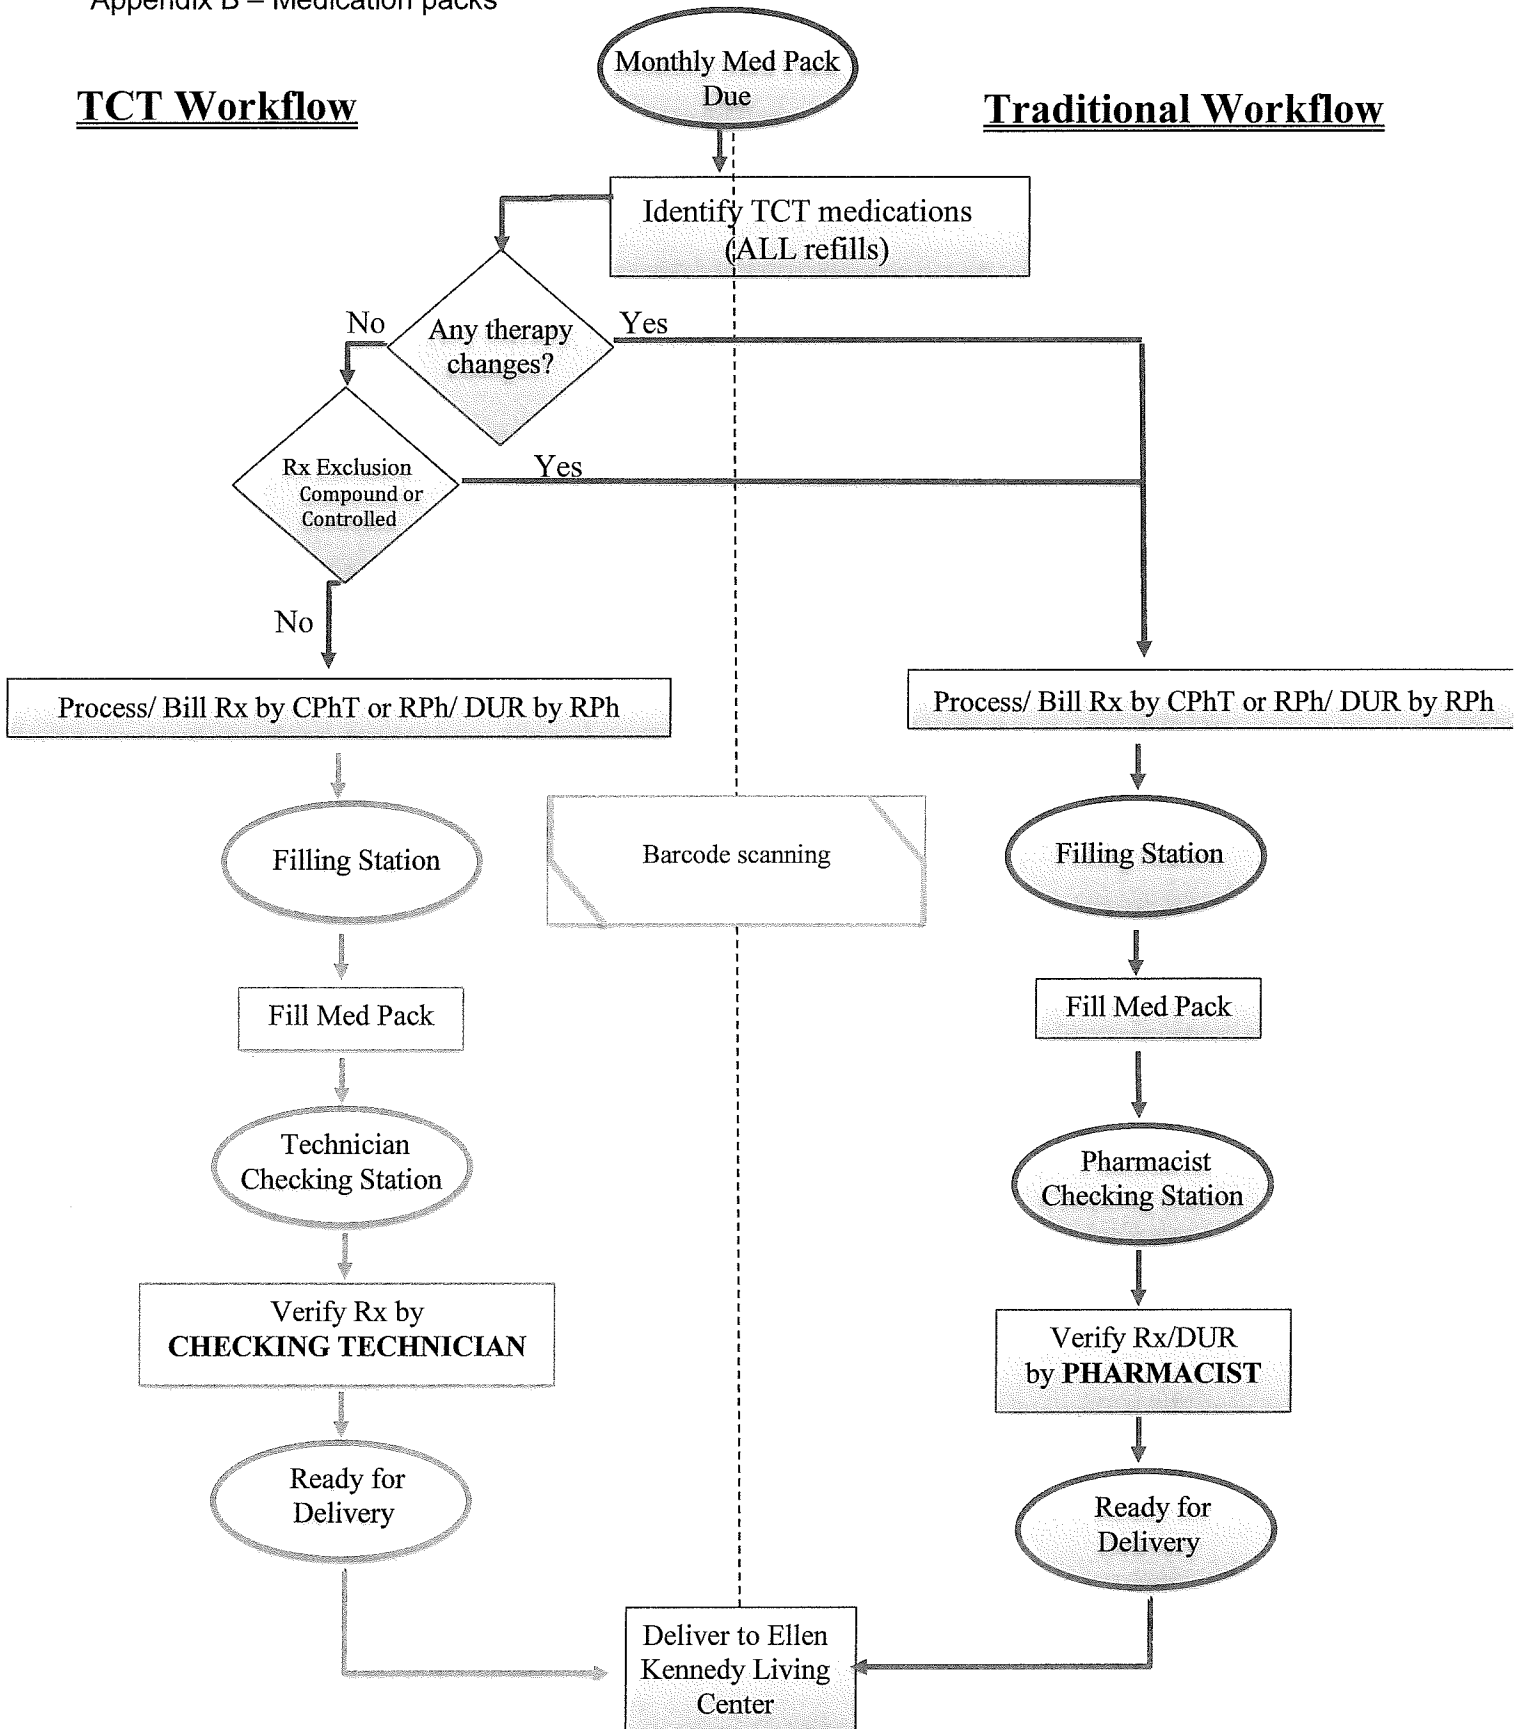 Appendix B – Medication packs
TCT Workflow
Monthly Med Pack
Due
Traditional Workflow
Identify TCT medications
(ALL refills)
No
Any therapy
changes?
Yes
Rx Exclusion
Compound or
Controlled
Yes
No
Process/ Bill Rx by CPhT or RPh/ DUR by RPh
Process/ Bill Rx by CPhT or RPh/ DUR by RPh
Filling Station
Barcode scanning
Filling Station
Fill Med Pack
Fill Med Pack
Technician
Checking Station
Pharmacist
Checking Station
Verify Rx by
CHECKING TECHNICIAN
Verify Rx/DUR
by PHARMACIST
Ready for
Delivery
Ready for
Delivery
Deliver to Ellen
Kennedy Living
Center